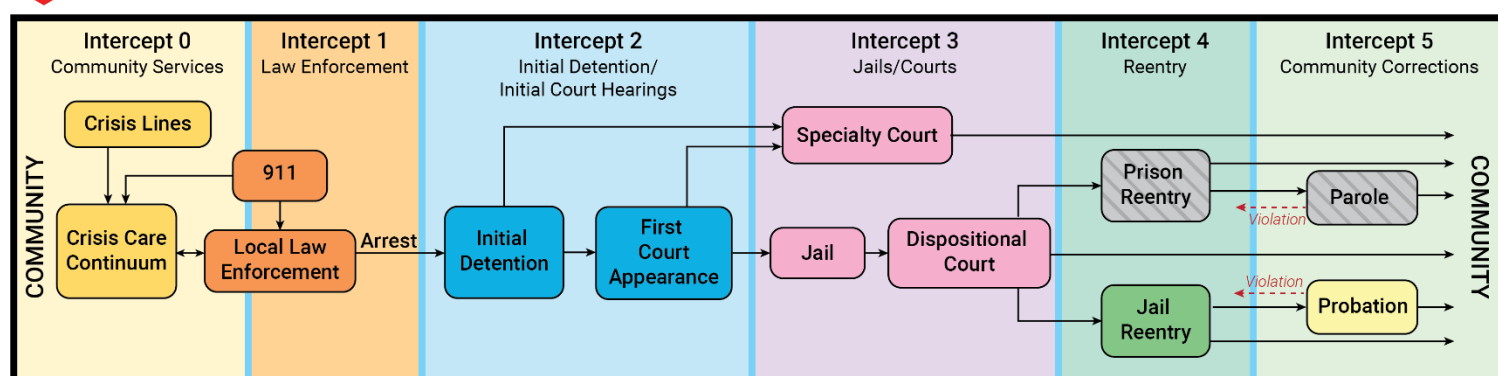 Intercept 0
Community Services
Intercept 1
Law Enforcement
Intercept 2
Initial Detention/
Initial Court Hearings
Intercept 3
Jails/Courts
Intercept 4
Reentry
Intercept 5
Community Corrections
COMMUNITY
Crisis Lines
911
Crisis Care
Continuum
Local Law
Enforcement
Arrest
Initial
Detention
First
Court
Appearance
Specialty Court
Jail
Dispositional
Court
Prison
Reentry
Violation
Parole
Jail
Reentry
Violation
Probation
COMMUNITY